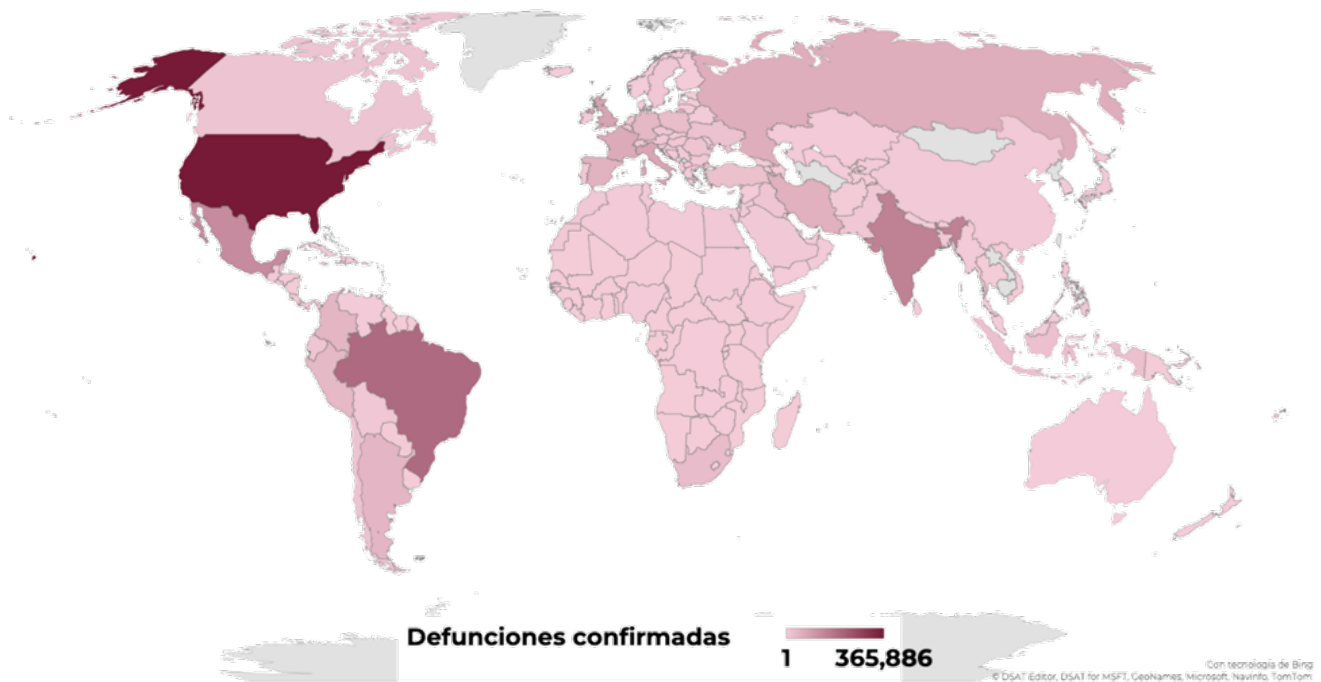 Defunciones confirmadas
1 365,886
Con tecnología de Bing
© DSAT Editor, DSAT for MSFT, GeoNames, Microsoft, Navinfo, TomTom